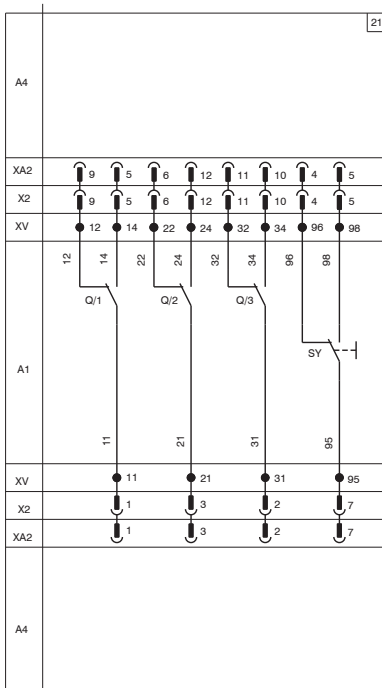 21
A4
XA2 9 5 6 12 11 10 4 5
X2 9 5 6 12 11 10 4 5
XV 12 14 22 24 32 34 96 98
12 14 22 24 32 34 96 98
Q/1 Q/2 Q/3
SY
A1
11 21 31 95
XV 11 21 31 95
X2 1 3 2 7
XA2 1 3 2 7
A4